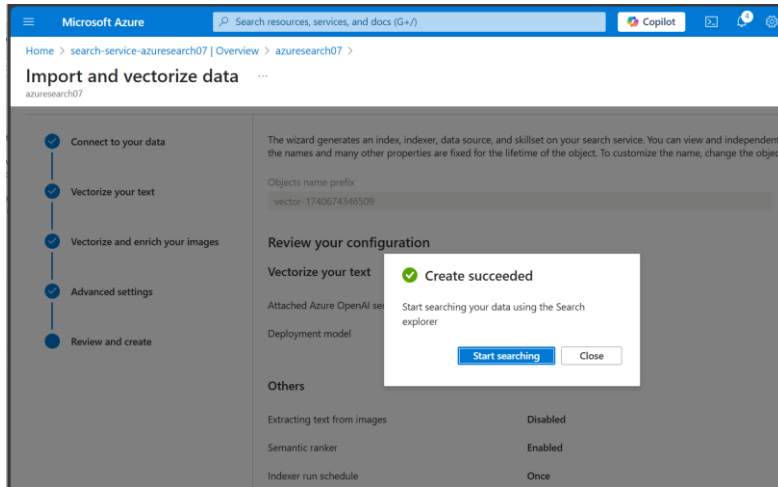 Microsoft Azure
Search resources, services, and docs (G+/)
Copilot
4
Home > search-service-azuresearch07 | Overview > azuresearch07 >
Import and vectorize data ...
azuresearch07
Connect to your data
Vectorize your text
Vectorize and enrich your images
Advanced settings
Review and create
The wizard generates an index, indexer, data source, and skillset on your search service. You can view and independent
the names and many other properties are fixed for the lifetime of the object. To customize the name, change the objec
Objects name prefix
vector-1740674346509
Review your configuration
Vectorize your text
Attached Azure OpenAI se
Deployment model
Create succeeded
Start searching your data using the Search
explorer
Start searching
Close
Others
Extracting text from images Disabled
Semantic ranker Enabled
Indexer run schedule Once